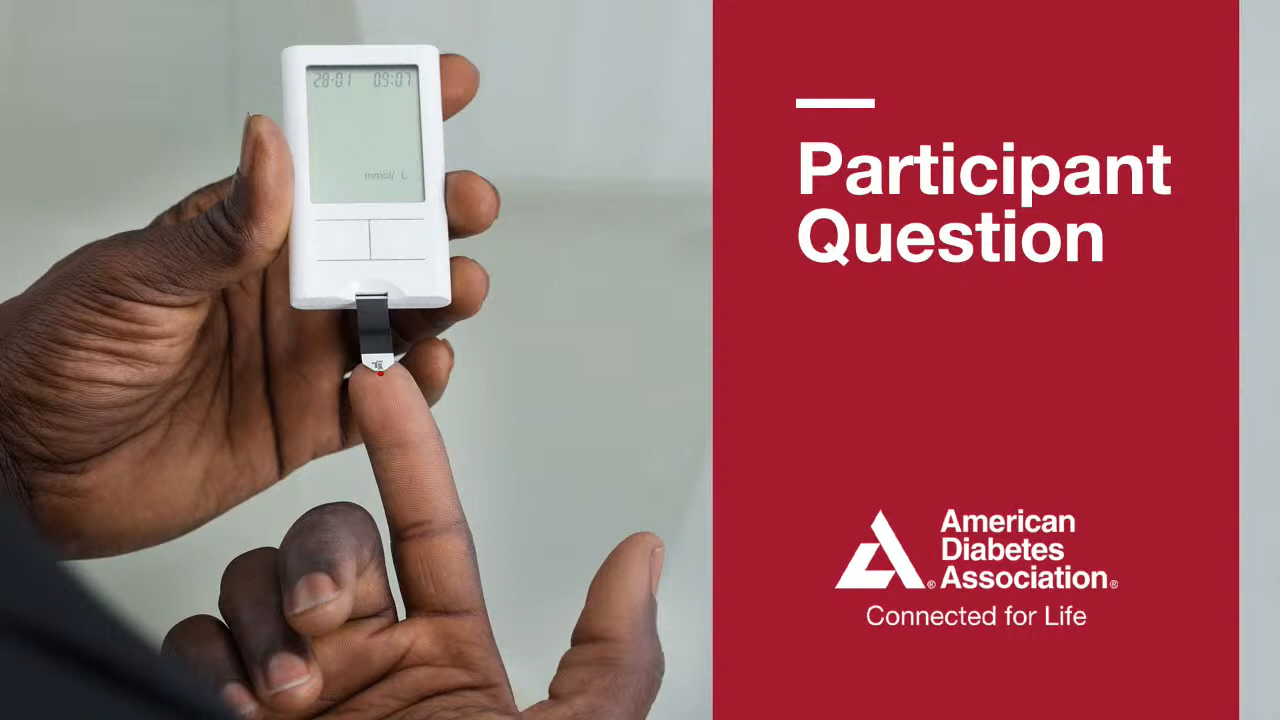 28-01 09:07
mmol/ L
Participant
Question
American
Diabetes
Association®
®
Connected for Life